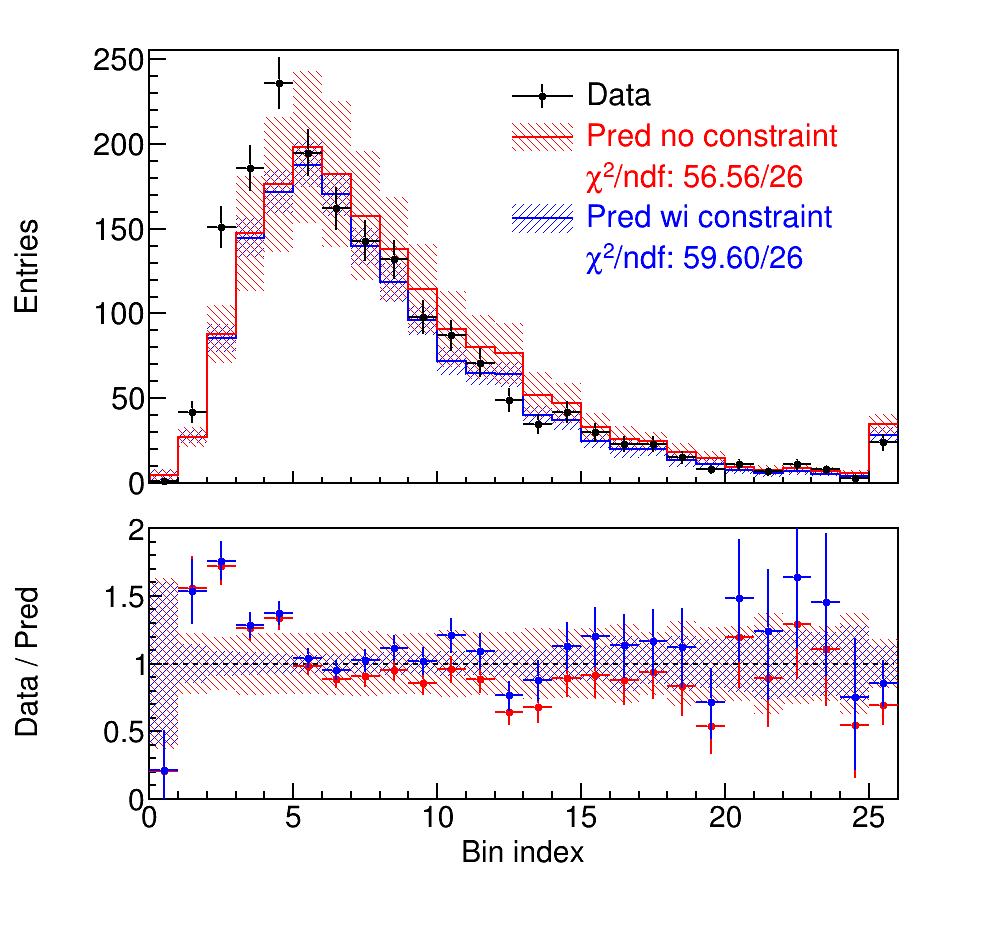 250
200
150
100
50
0
Entries
Data
Pred no constraint
χ²/ndf: 56.56/26
Pred wi constraint
χ²/ndf: 59.60/26
2
1.5
1
0.5
0
Data / Pred
0 5 10 15 20 25
Bin index